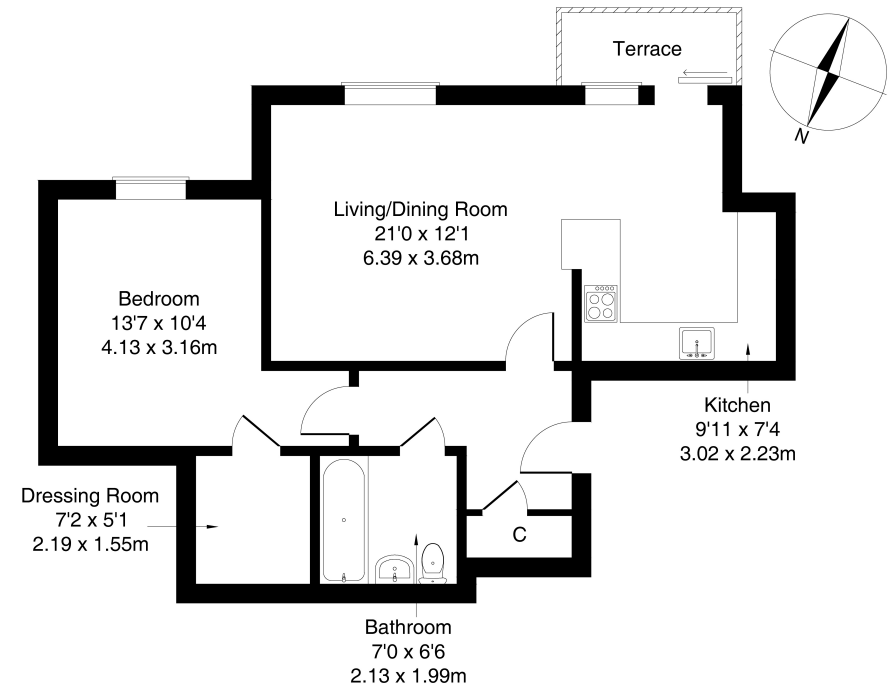 Terrace
N
Living/Dining Room
21'0 x 12'1
6.39 x 3.68m
Bedroom
13'7 x 10'4
4.13 x 3.16m
Kitchen
9'11 x 7'4
3.02 x 2.23m
Dressing Room
7'2 x 5'1
2.19 x 1.55m
C
Bathroom
7'0 x 6'6
2.13 x 1.99m